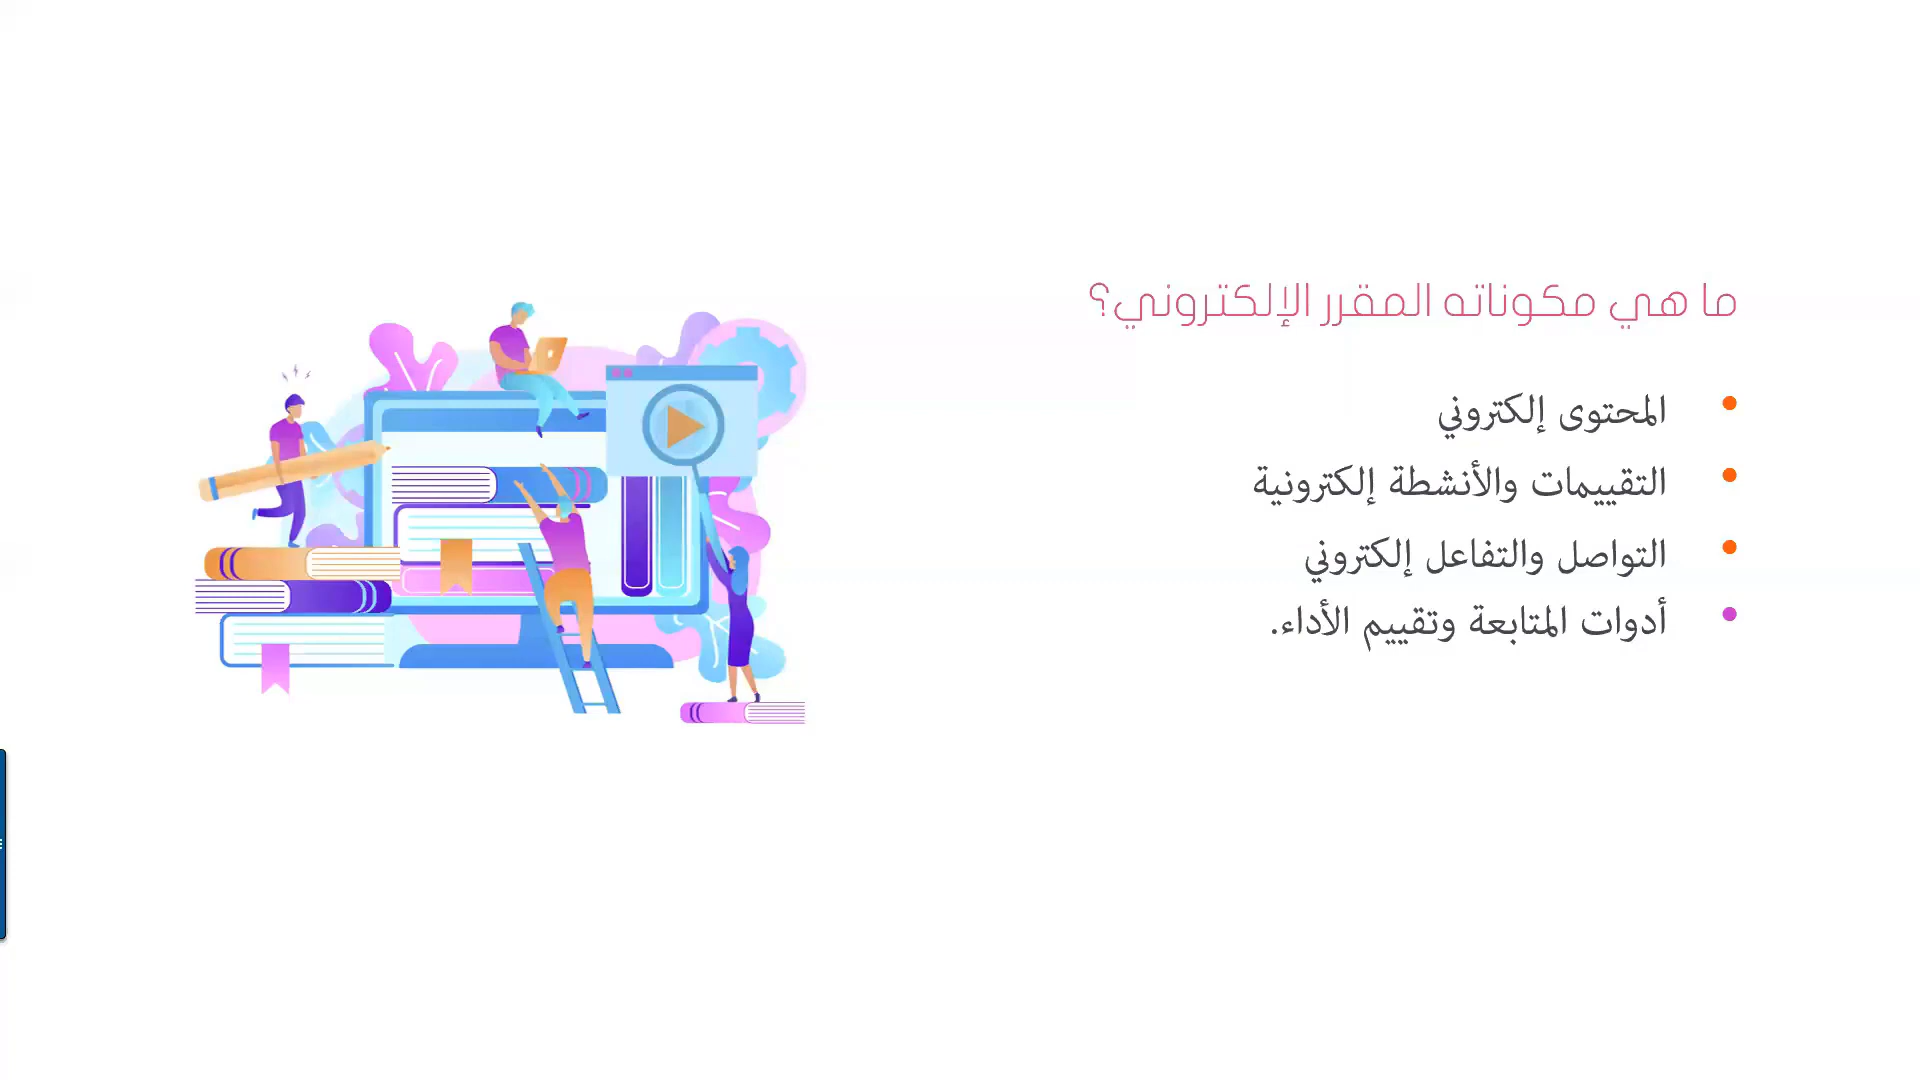 ما هي مكوناته المقرر الإلكتروني؟
المحتوى إلكتروني
التقييمات والأنشطة إلكترونية
التواصل والتفاعل إلكتروني
أدوات المتابعة وتقييم الأداء.